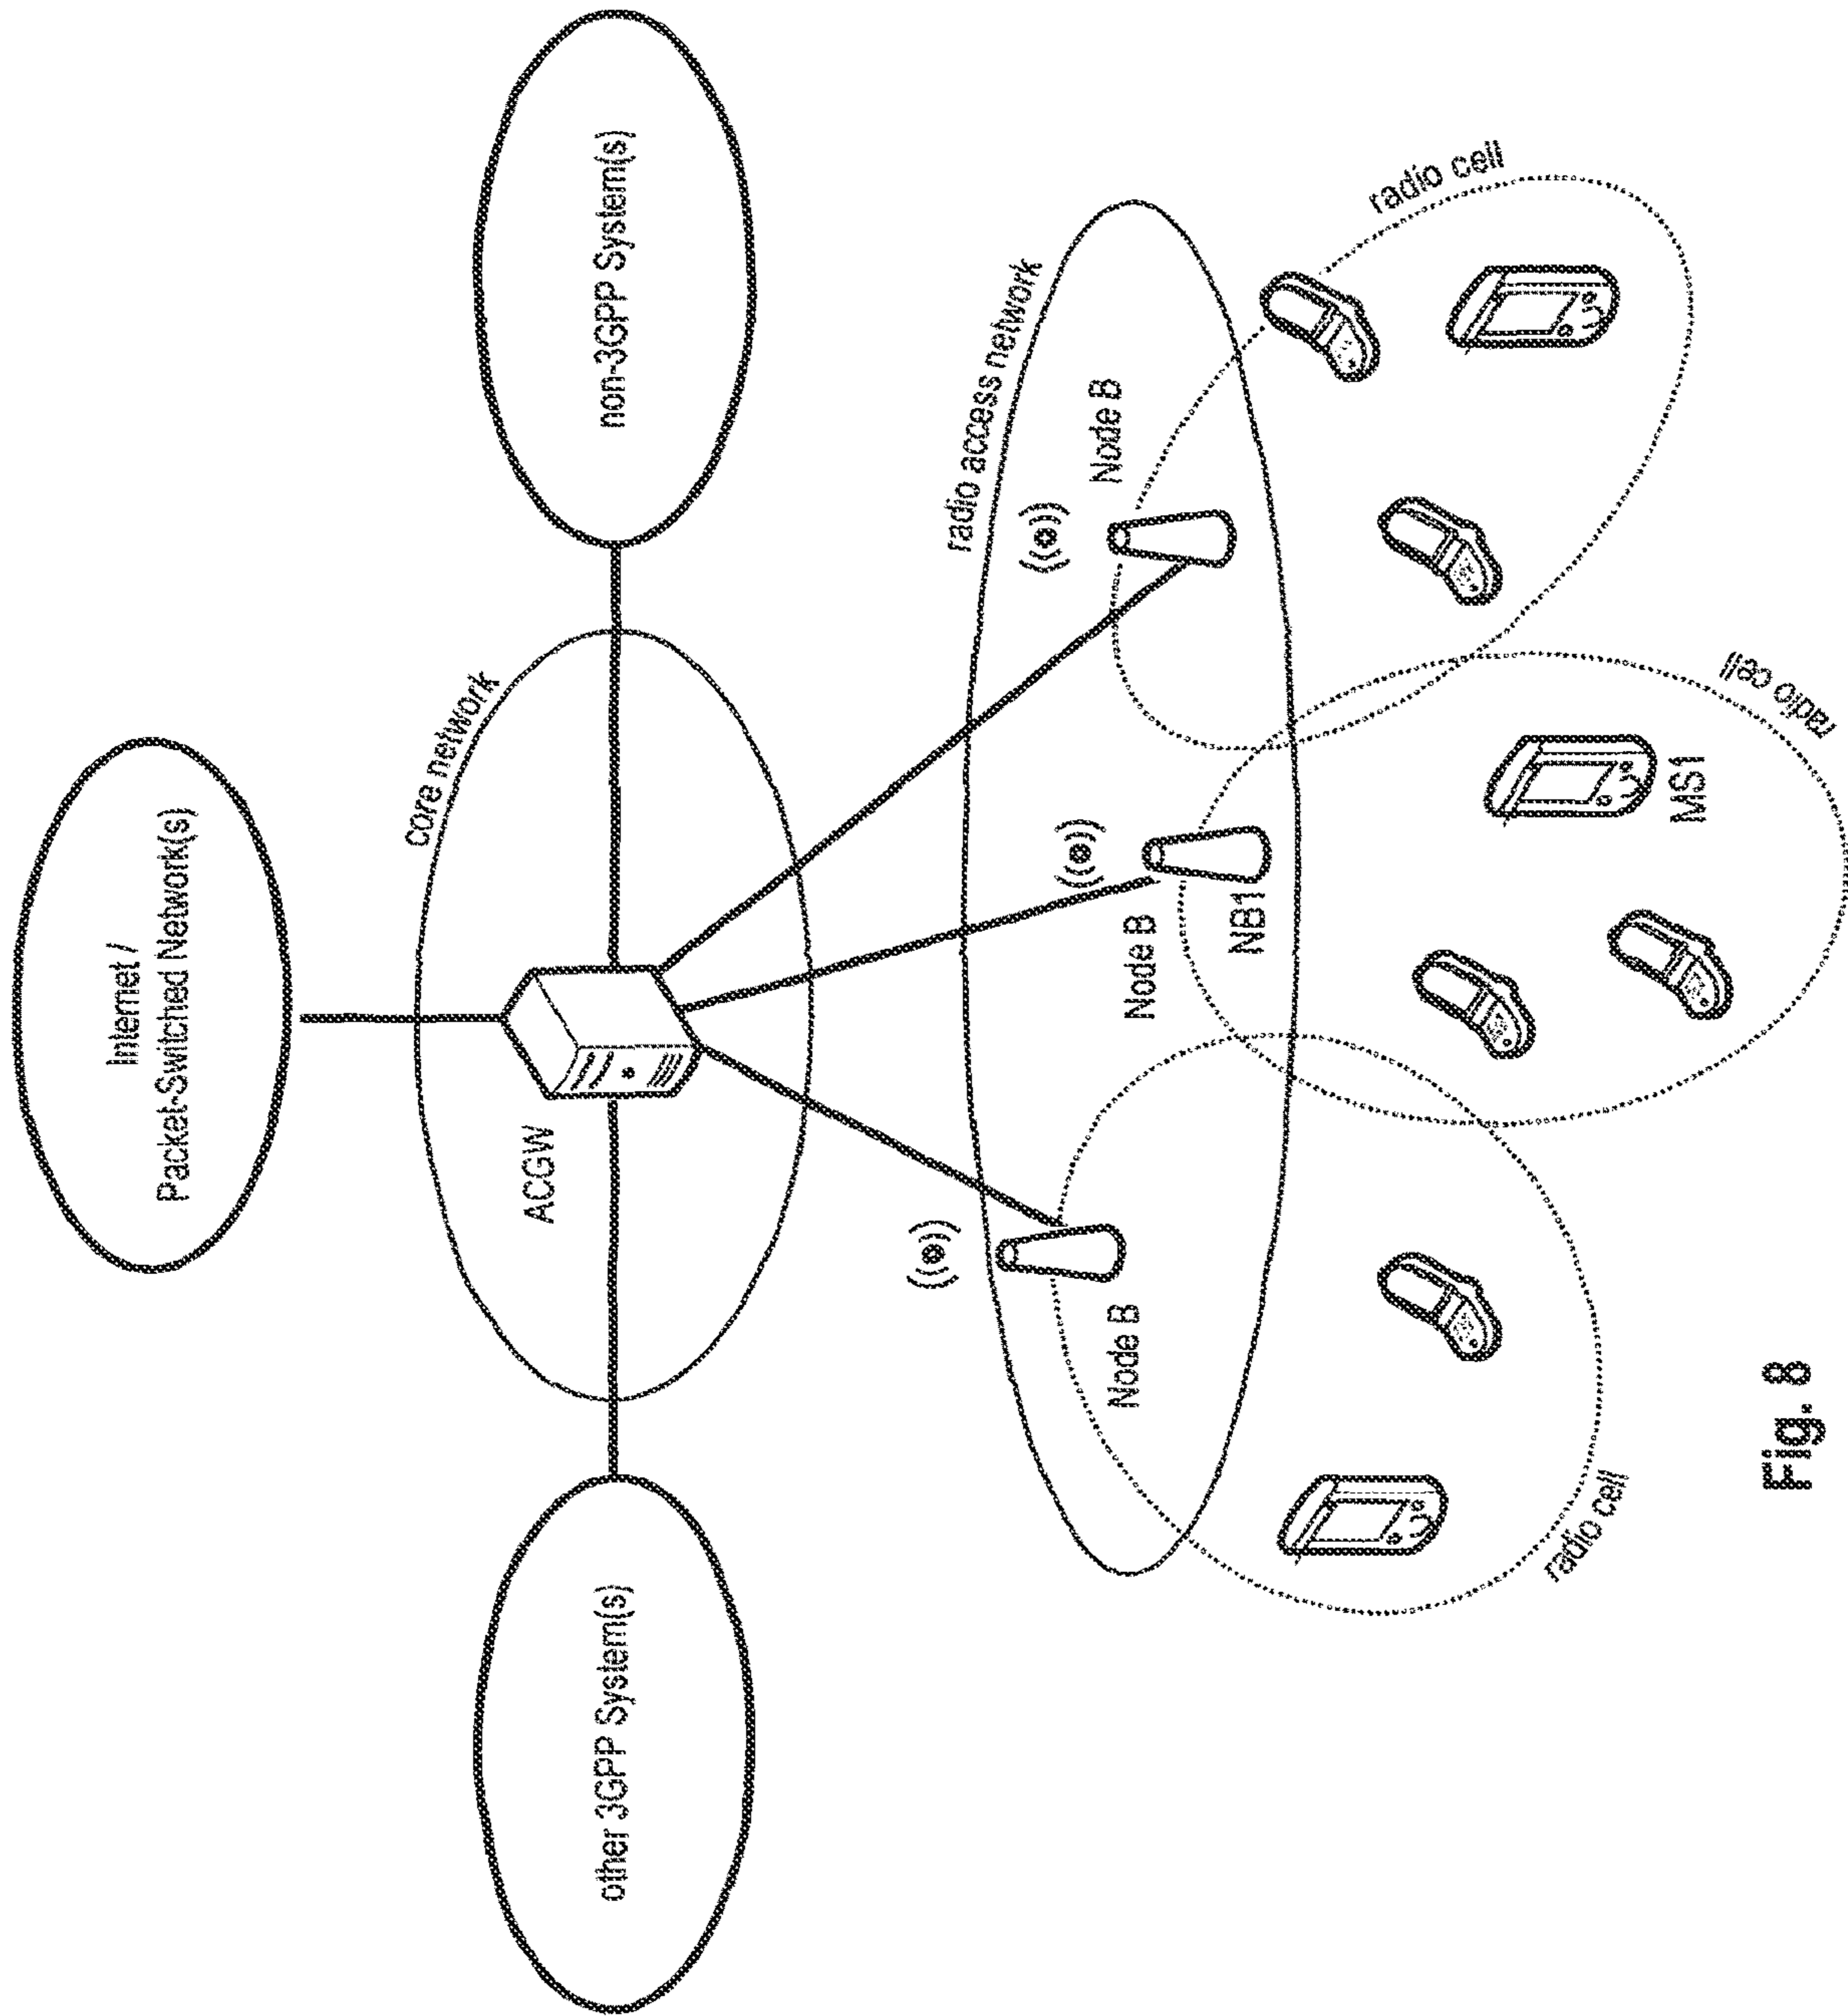 Internet /
Packet-Switched Network(s)
core network
ACGW
other 3GPP System(s)
non-3GPP System(s)
radio access network
Node B
Node B
NB1
Node B
radio cell
MS1
radio cell
radio cell
Fig. 8